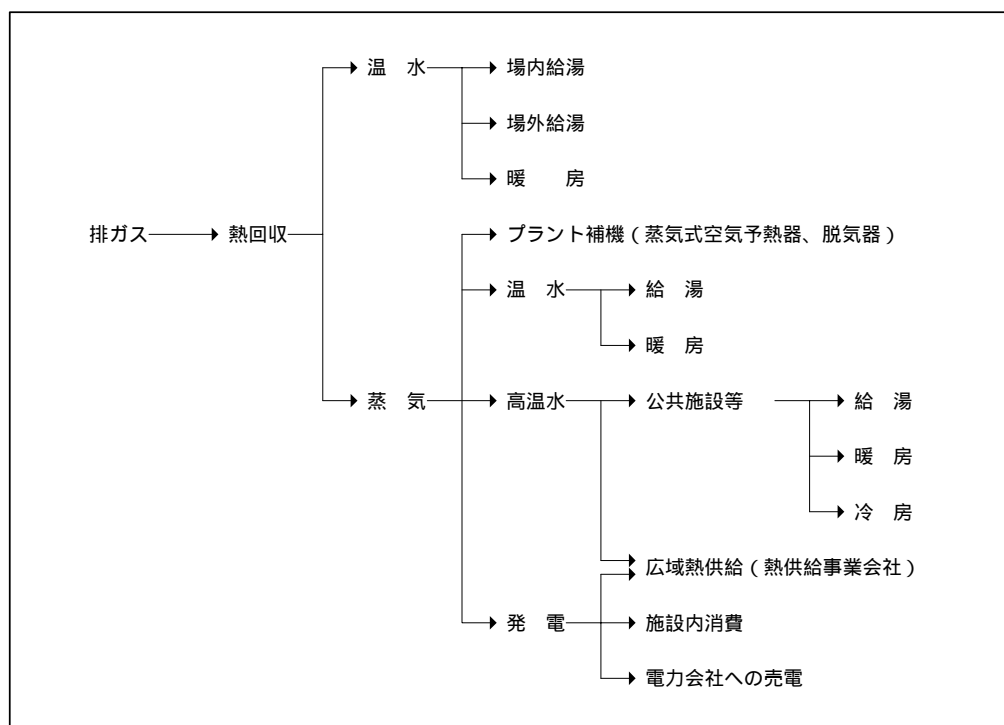 温　水
場内給湯
場外給湯
暖　　房
排ガス
熱回収
プラント補機（蒸気式空気予熱器、脱気器）
温　水
給　湯
暖　房
蒸　気
高温水
公共施設等
給　湯
暖　房
冷　房
広域熱供給（熱供給事業会社）
発　電
施設内消費
電力会社への売電